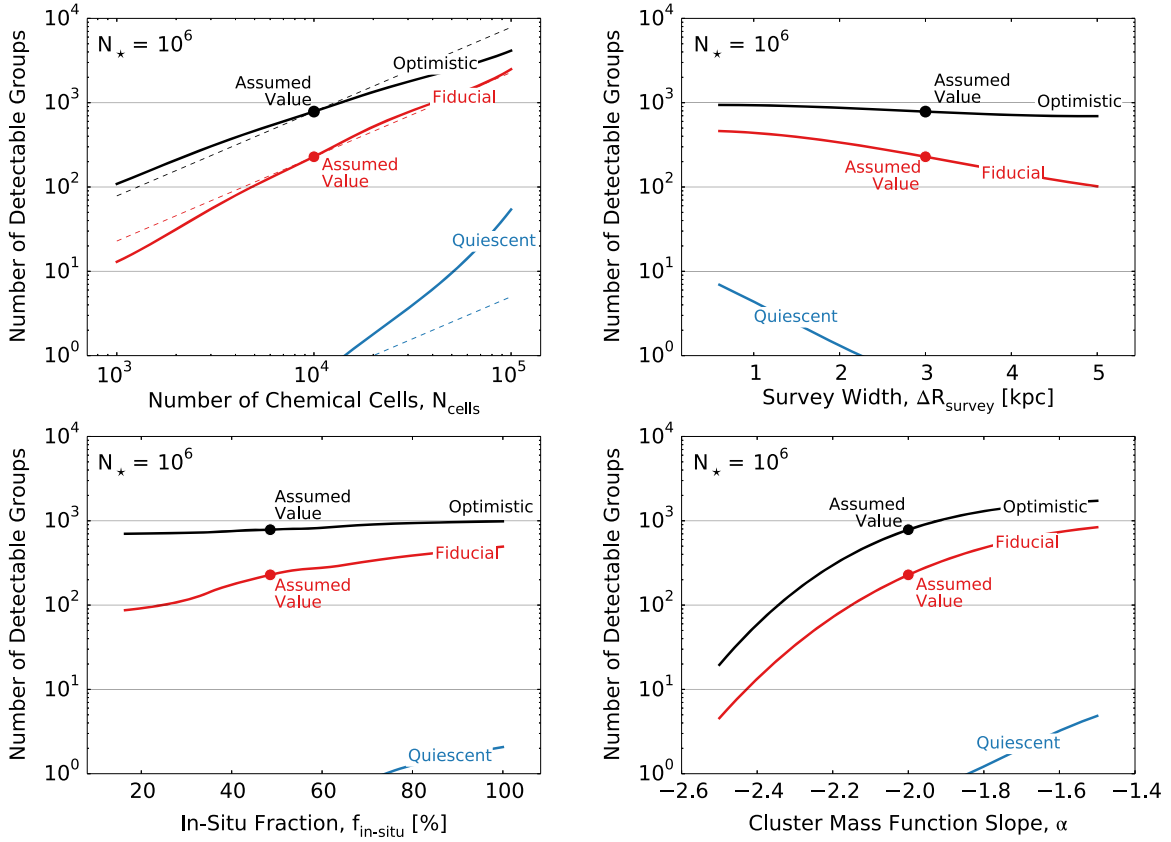 Number of Detectable Groups
10⁴
10³
10²
10¹
10⁰
N⋆ = 10⁶
Optimistic
Assumed
Value
Fiducial
Assumed
Value
Quiescent
10³
10⁴
10⁵
Number of Chemical Cells, N_cells
Number of Detectable Groups
10⁴
10³
10²
10¹
10⁰
N⋆ = 10⁶
Assumed
Value
Optimistic
Assumed
Value
Fiducial
Quiescent
1
2
3
4
5
Survey Width, ΔR_survey [kpc]
Number of Detectable Groups
10⁴
10³
10²
10¹
10⁰
N⋆ = 10⁶
Assumed
Value
Optimistic
Fiducial
Assumed
Value
Quiescent
20
40
60
80
100
In-Situ Fraction, f_in-situ [%]
Number of Detectable Groups
10⁴
10³
10²
10¹
10⁰
N⋆ = 10⁶
Assumed
Value
Optimistic
Fiducial
Assumed
Value
Quiescent
−2.6
−2.4
−2.2
−2.0
−1.8
−1.6
−1.4
Cluster Mass Function Slope, α